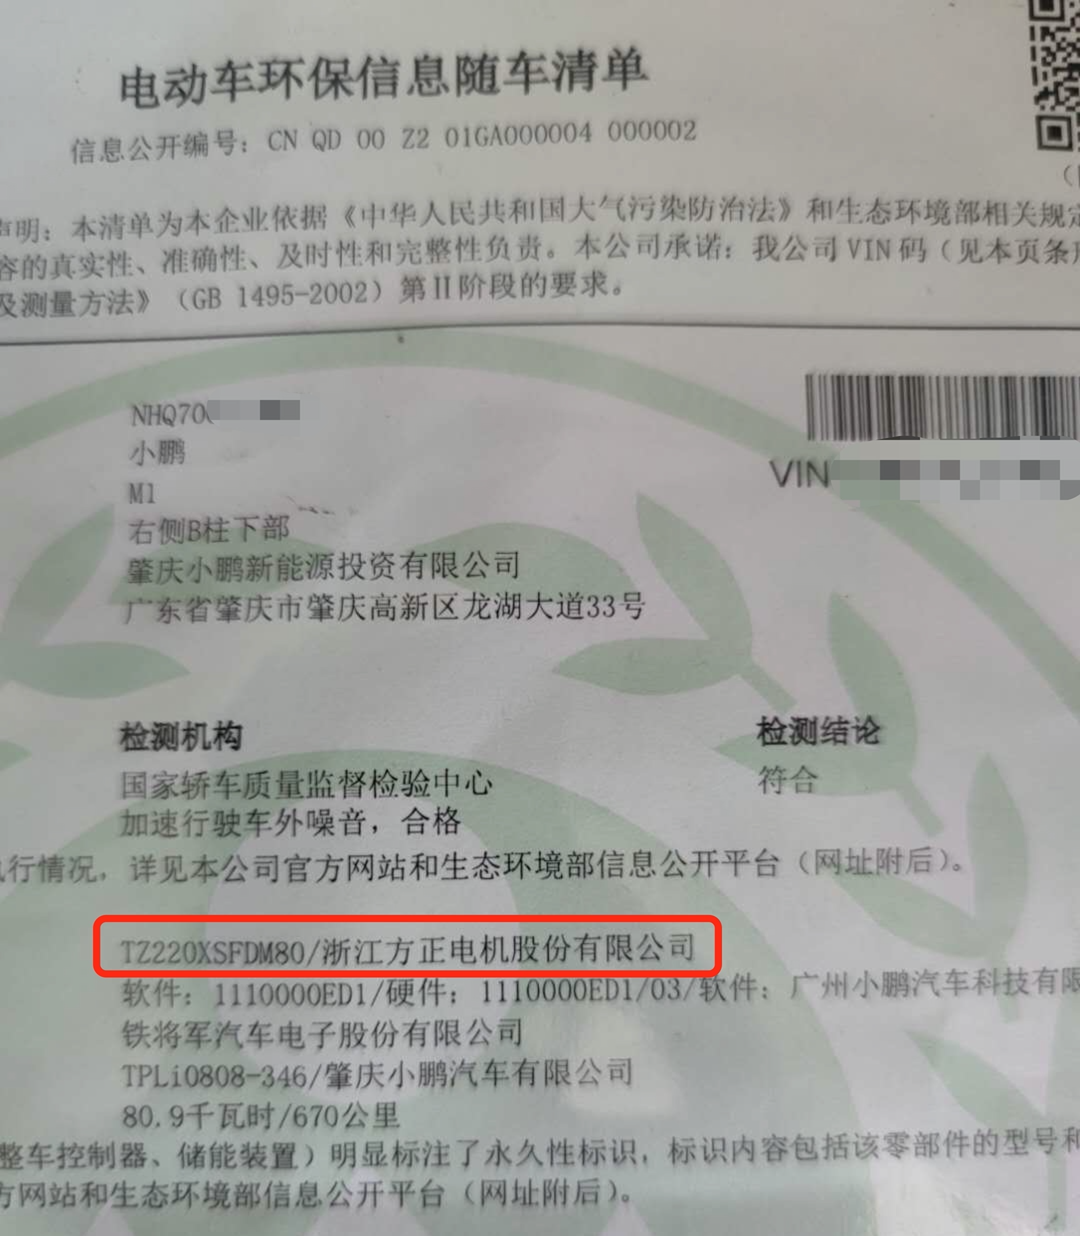 电动车环保信息随车清单
信息公开编号：CN QD 00 Z2 01GA000004 000002
声明：本清单为本企业依据《中华人民共和国大气污染防治法》和生态环境部相关规定
容的真实性、准确性、及时性和完整性负责。本公司承诺：我公司VIN码（见本页条形
及测量方法》（GB 1495-2002）第II阶段的要求。
NHQ70
小鹏
VIN
M1
右侧B柱下部
肇庆小鹏新能源投资有限公司
广东省肇庆市肇庆高新区龙湖大道33号
检测机构 检测结论
国家轿车质量监督检验中心 符合
加速行驶车外噪音，合格
执行情况，详见本公司官方网站和生态环境部信息公开平台（网址附后）。
TZ220XSFDM80/浙江方正电机股份有限公司
软件：1110000ED1/硬件：1110000ED1/03/软件：广州小鹏汽车科技有限
铁将军汽车电子股份有限公司
TPLi0808-346/肇庆小鹏汽车有限公司
80.9千瓦时/670公里
整车控制器、储能装置）明显标注了永久性标识，标识内容包括该零部件的型号和
方网站和生态环境部信息公开平台（网址附后）。